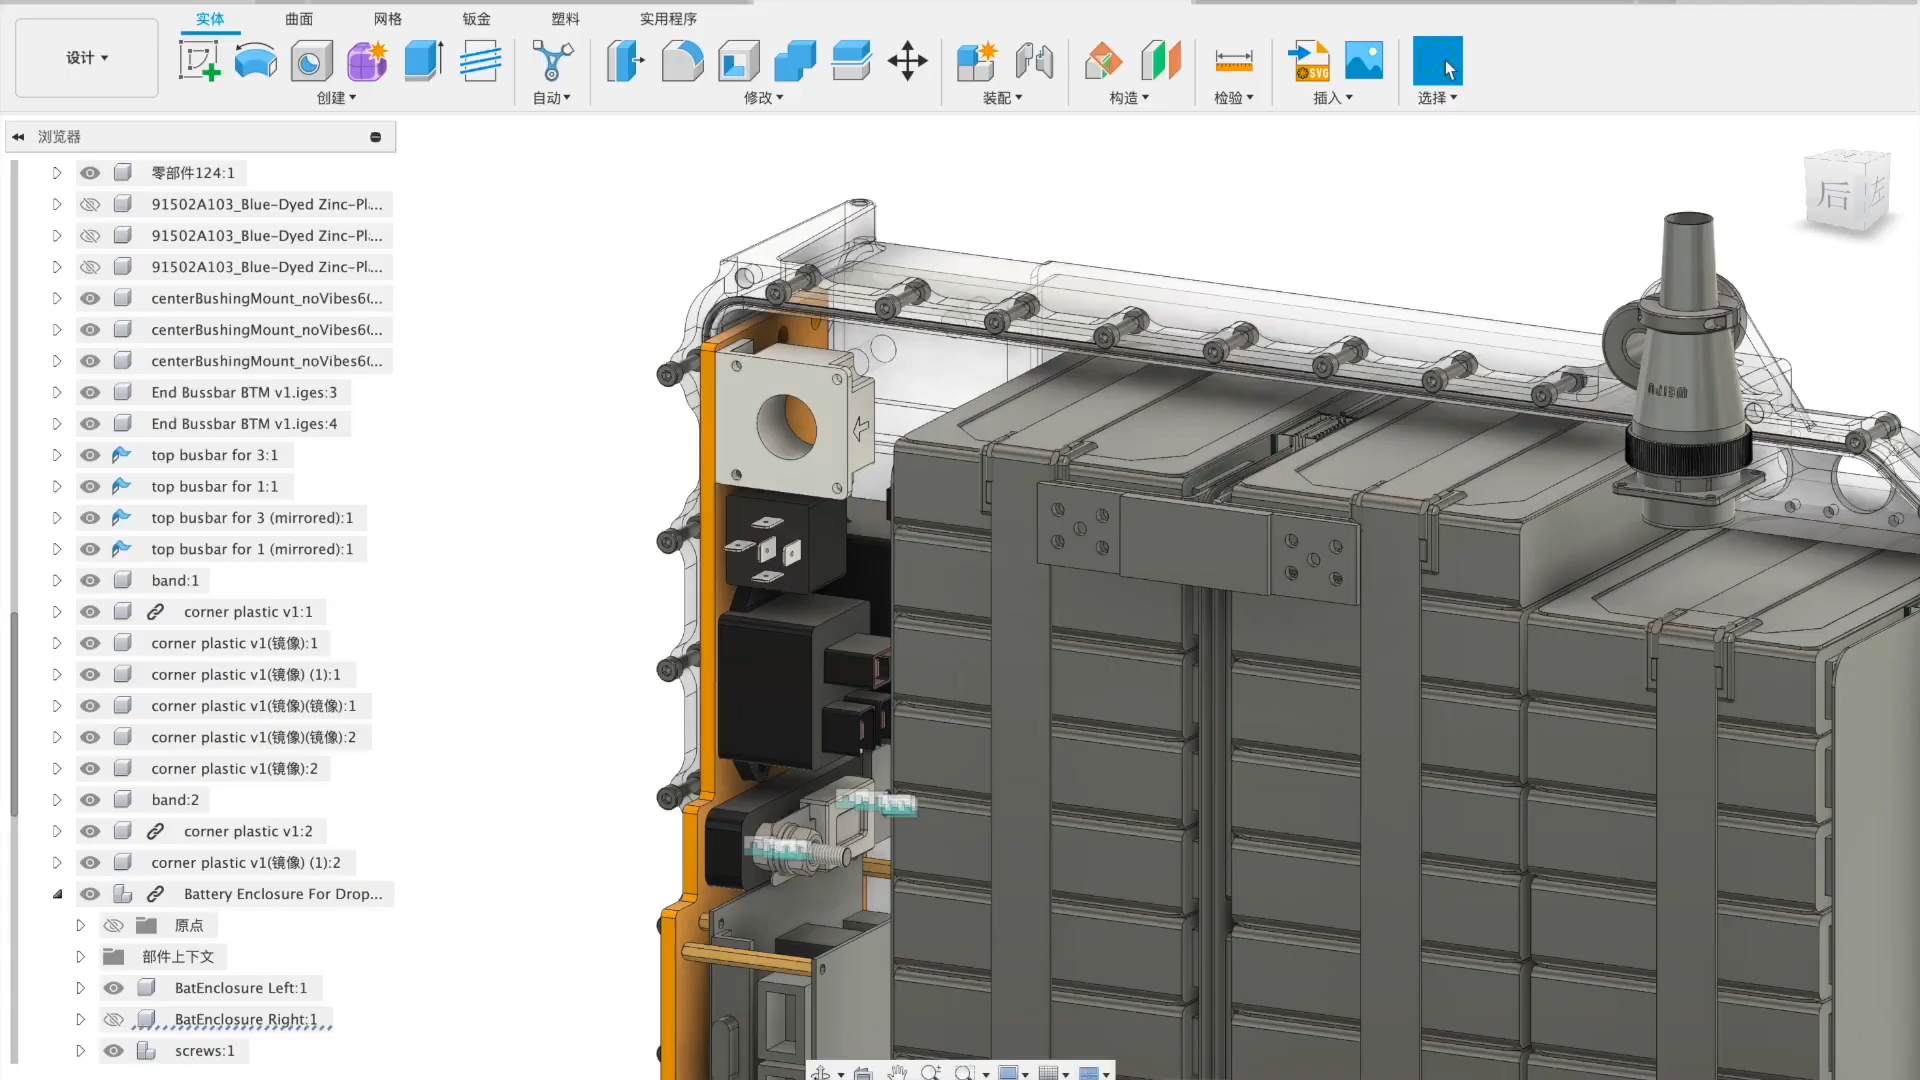 实体
曲面
网格
钣金
塑料
实用程序
设计
创建
自动
修改
装配
构造
检验
SVG
插入
选择
浏览器
零部件124:1
91502A103_Blue-Dyed Zinc-Pl...
91502A103_Blue-Dyed Zinc-Pl...
91502A103_Blue-Dyed Zinc-Pl...
centerBushingMount_noVibes6(...
centerBushingMount_noVibes6(...
centerBushingMount_noVibes6(...
End Bussbar BTM v1.iges:3
End Bussbar BTM v1.iges:4
top busbar for 3:1
top busbar for 1:1
top busbar for 3 (mirrored):1
top busbar for 1 (mirrored):1
band:1
corner plastic v1:1
corner plastic v1(镜像):1
corner plastic v1(镜像) (1):1
corner plastic v1(镜像)(镜像):1
corner plastic v1(镜像)(镜像):2
corner plastic v1(镜像):2
band:2
corner plastic v1:2
corner plastic v1(镜像) (1):2
Battery Enclosure For Drop...
原点
部件上下文
BatEnclosure Left:1
BatEnclosure Right:1
screws:1
后
左